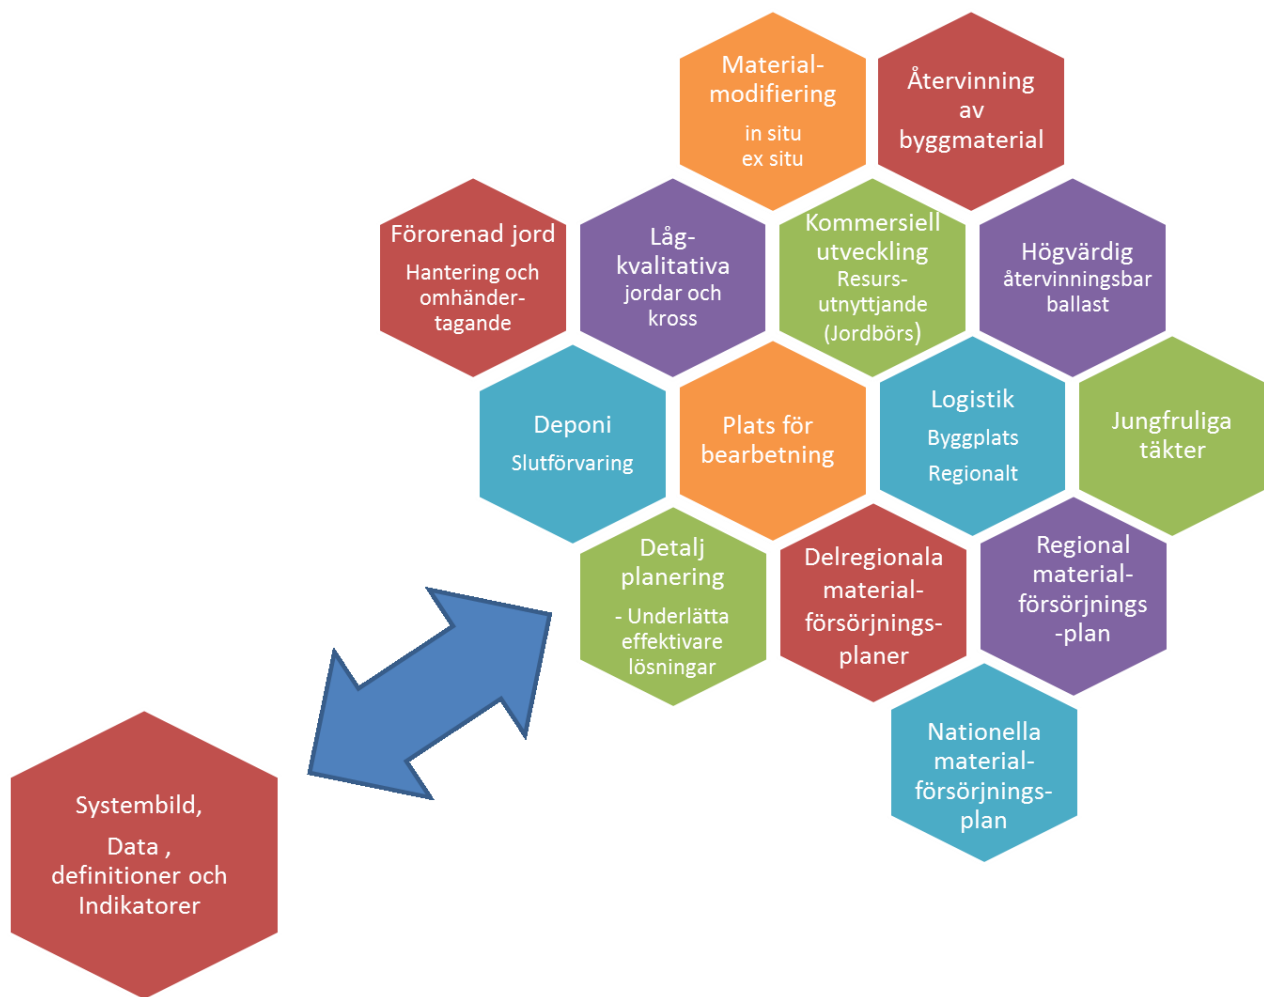 Material-
modifiering
in situ
ex situ
Återvinning
av
byggmaterial
Förorenad jord
Hantering och
omhänder-
tagande
Låg-
kvalitativa
jordar och
kross
Kommersiell
utveckling
Resurs-
utnyttjande
(Jordbörs)
Högvärdig
återvinningsbar
ballast
Deponi
Slutförvaring
Plats för
bearbetning
Logistik
Byggplats
Regionalt
Jungfruliga
täkter
Detalj
planering
- Underlätta
effektivare
lösningar
Delregionala
material-
försörjnings-
planer
Regional
material-
försörjnings
-plan
Nationella
material-
försörjnings-
plan
Systembild,
Data ,
definitioner och
Indikatorer